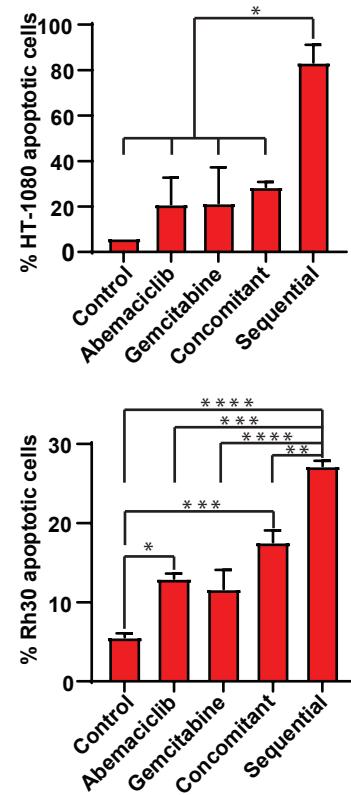 *
% HT-1080 apoptotic cells
100
80
60
40
20
0
Control
Abemaciclib
Gemcitabine
Concomitant
Sequential
****
***
****
**
***
*
% Rh30 apoptotic cells
30
20
10
0
Control
Abemaciclib
Gemcitabine
Concomitant
Sequential